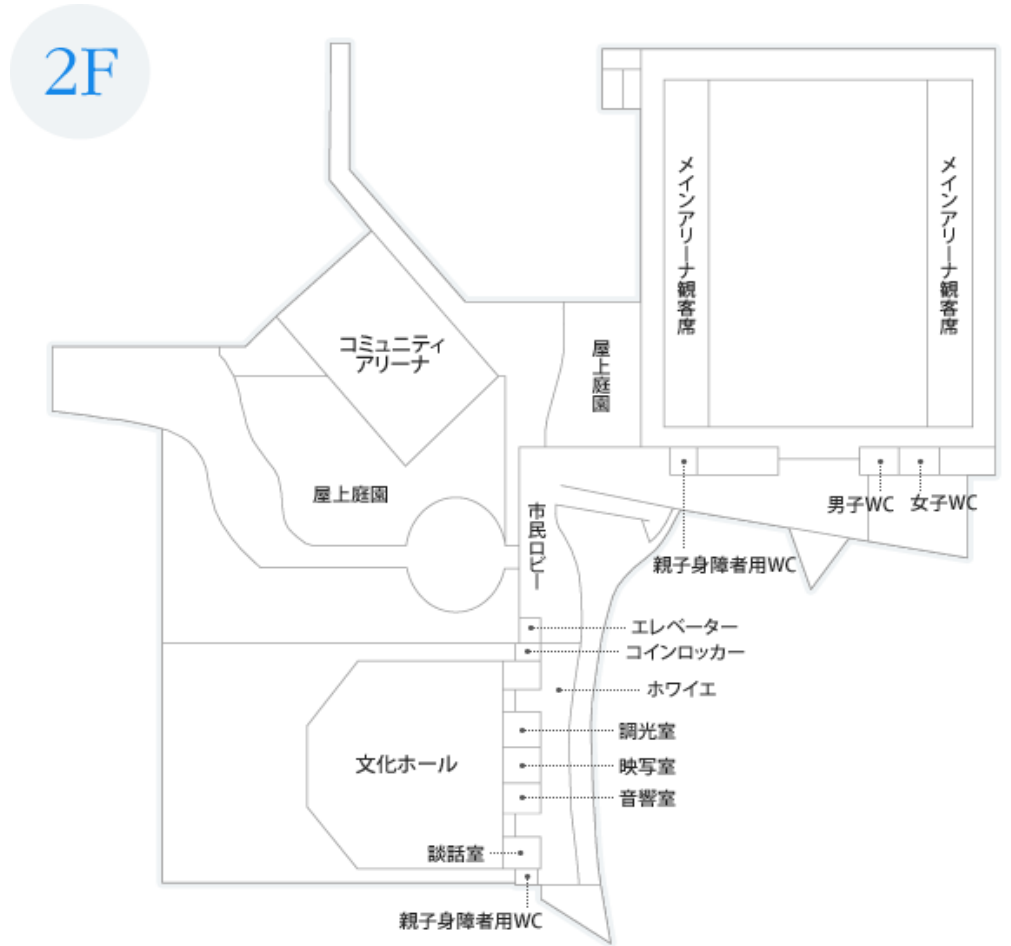 2F
メインアリーナ観客席
メインアリーナ観客席
コミュニティ
アリーナ
屋上庭園
屋上庭園
男子WC
女子WC
市民ロビー
親子身障者用WC
エレベーター
コインロッカー
ホワイエ
調光室
文化ホール
映写室
音響室
談話室
親子身障者用WC